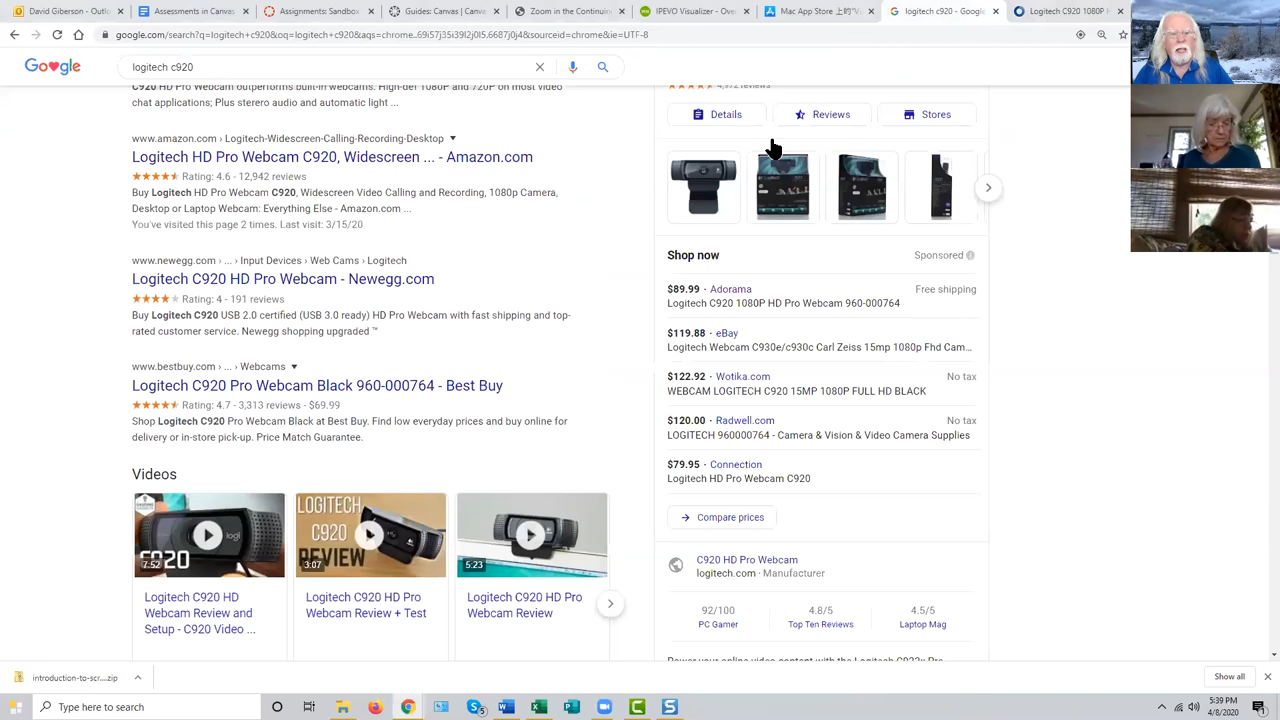 David Giberson - Outlo
Assessments in Canvas
Assignments Sandbox
Guides: Canva
Zoom in the Continuing
IPEVO Visualizer - Over
Mac App Store 上的"Vi
logitech c920 - Google
Logitech C920 1080P H
google.com/search?q=logitech+c920&oq=logitech+c920&aqs=chrome..69i57j35i39l2j0l5.6687j0j4&sourceid=chrome&ie=UTF-8
Google
logitech c920
C920 HD Pro Webcam outperforms built-in webcams. High-def 1080P and 720P on most video
chat applications; Plus sterero audio and automatic light ...
www.amazon.com › Logitech-Widescreen-Calling-Recording-Desktop
Logitech HD Pro Webcam C920, Widescreen ... - Amazon.com
Rating: 4.6 - 12,942 reviews
Buy Logitech HD Pro Webcam C920, Widescreen Video Calling and Recording, 1080p Camera,
Desktop or Laptop Webcam: Everything Else - Amazon.com ...
You've visited this page 2 times. Last visit: 3/15/20
www.newegg.com › ... › Input Devices › Web Cams › Logitech
Logitech C920 HD Pro Webcam - Newegg.com
Rating: 4 - 191 reviews
Buy Logitech C920 USB 2.0 certified (USB 3.0 ready) HD Pro Webcam with fast shipping and top-
rated customer service. Newegg shopping upgraded ™
www.bestbuy.com › ... › Webcams
Logitech C920 Pro Webcam Black 960-000764 - Best Buy
Rating: 4.7 - 3,313 reviews - $69.99
Shop Logitech C920 Pro Webcam Black at Best Buy. Find low everyday prices and buy online for
delivery or in-store pick-up. Price Match Guarantee.
Videos
C920
logi
7:52
LOGITECH
C920
REVIEW
3:07
5:23
Logitech C920 HD
Webcam Review and
Setup - C920 Video ...
Logitech C920 HD Pro
Webcam Review + Test
Logitech C920 HD Pro
Webcam Review
4,972 reviews
Details
Reviews
Stores
Shop now
Sponsored
$89.99 · Adorama
Free shipping
Logitech C920 1080P HD Pro Webcam 960-000764
$119.88 · eBay
Logitech Webcam C930e/c930c Carl Zeiss 15mp 1080p Fhd Cam...
$122.92 · Wotika.com
No tax
WEBCAM LOGITECH C920 15MP 1080P FULL HD BLACK
$120.00 · Radwell.com
No tax
LOGITECH 960000764 - Camera & Vision & Video Camera Supplies
$79.95 · Connection
Logitech HD Pro Webcam C920
Compare prices
C920 HD Pro Webcam
logitech.com · Manufacturer
92/100
4.8/5
4.5/5
PC Gamer
Top Ten Reviews
Laptop Mag
Power your online video content with the Logitech C922x Pro
introduction-to-scr....zip
Show all
Type here to search
5:39 PM
4/8/2020